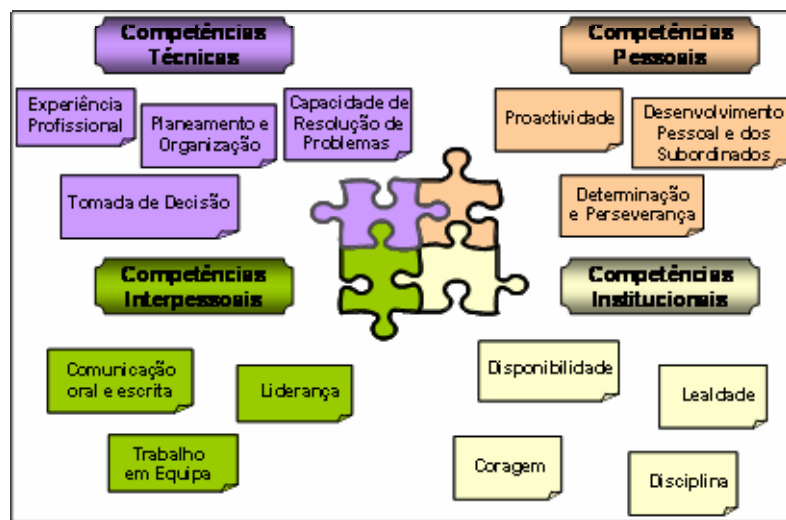 Competências
Técnicas
Experiência
Profissional
Planeamento e
Organização
Capacidade de
Resolução de
Problemas
Tomada de Decisão
Competências
Pessoais
Proactividade
Desenvolvimento
Pessoal e dos
Subordinados
Determinação
e Perseverança
Competências
Interpessoais
Comunicação
oral e escrita
Liderança
Trabalho
em Equipa
Competências
Institucionais
Disponibilidade
Lealdade
Coragem
Disciplina